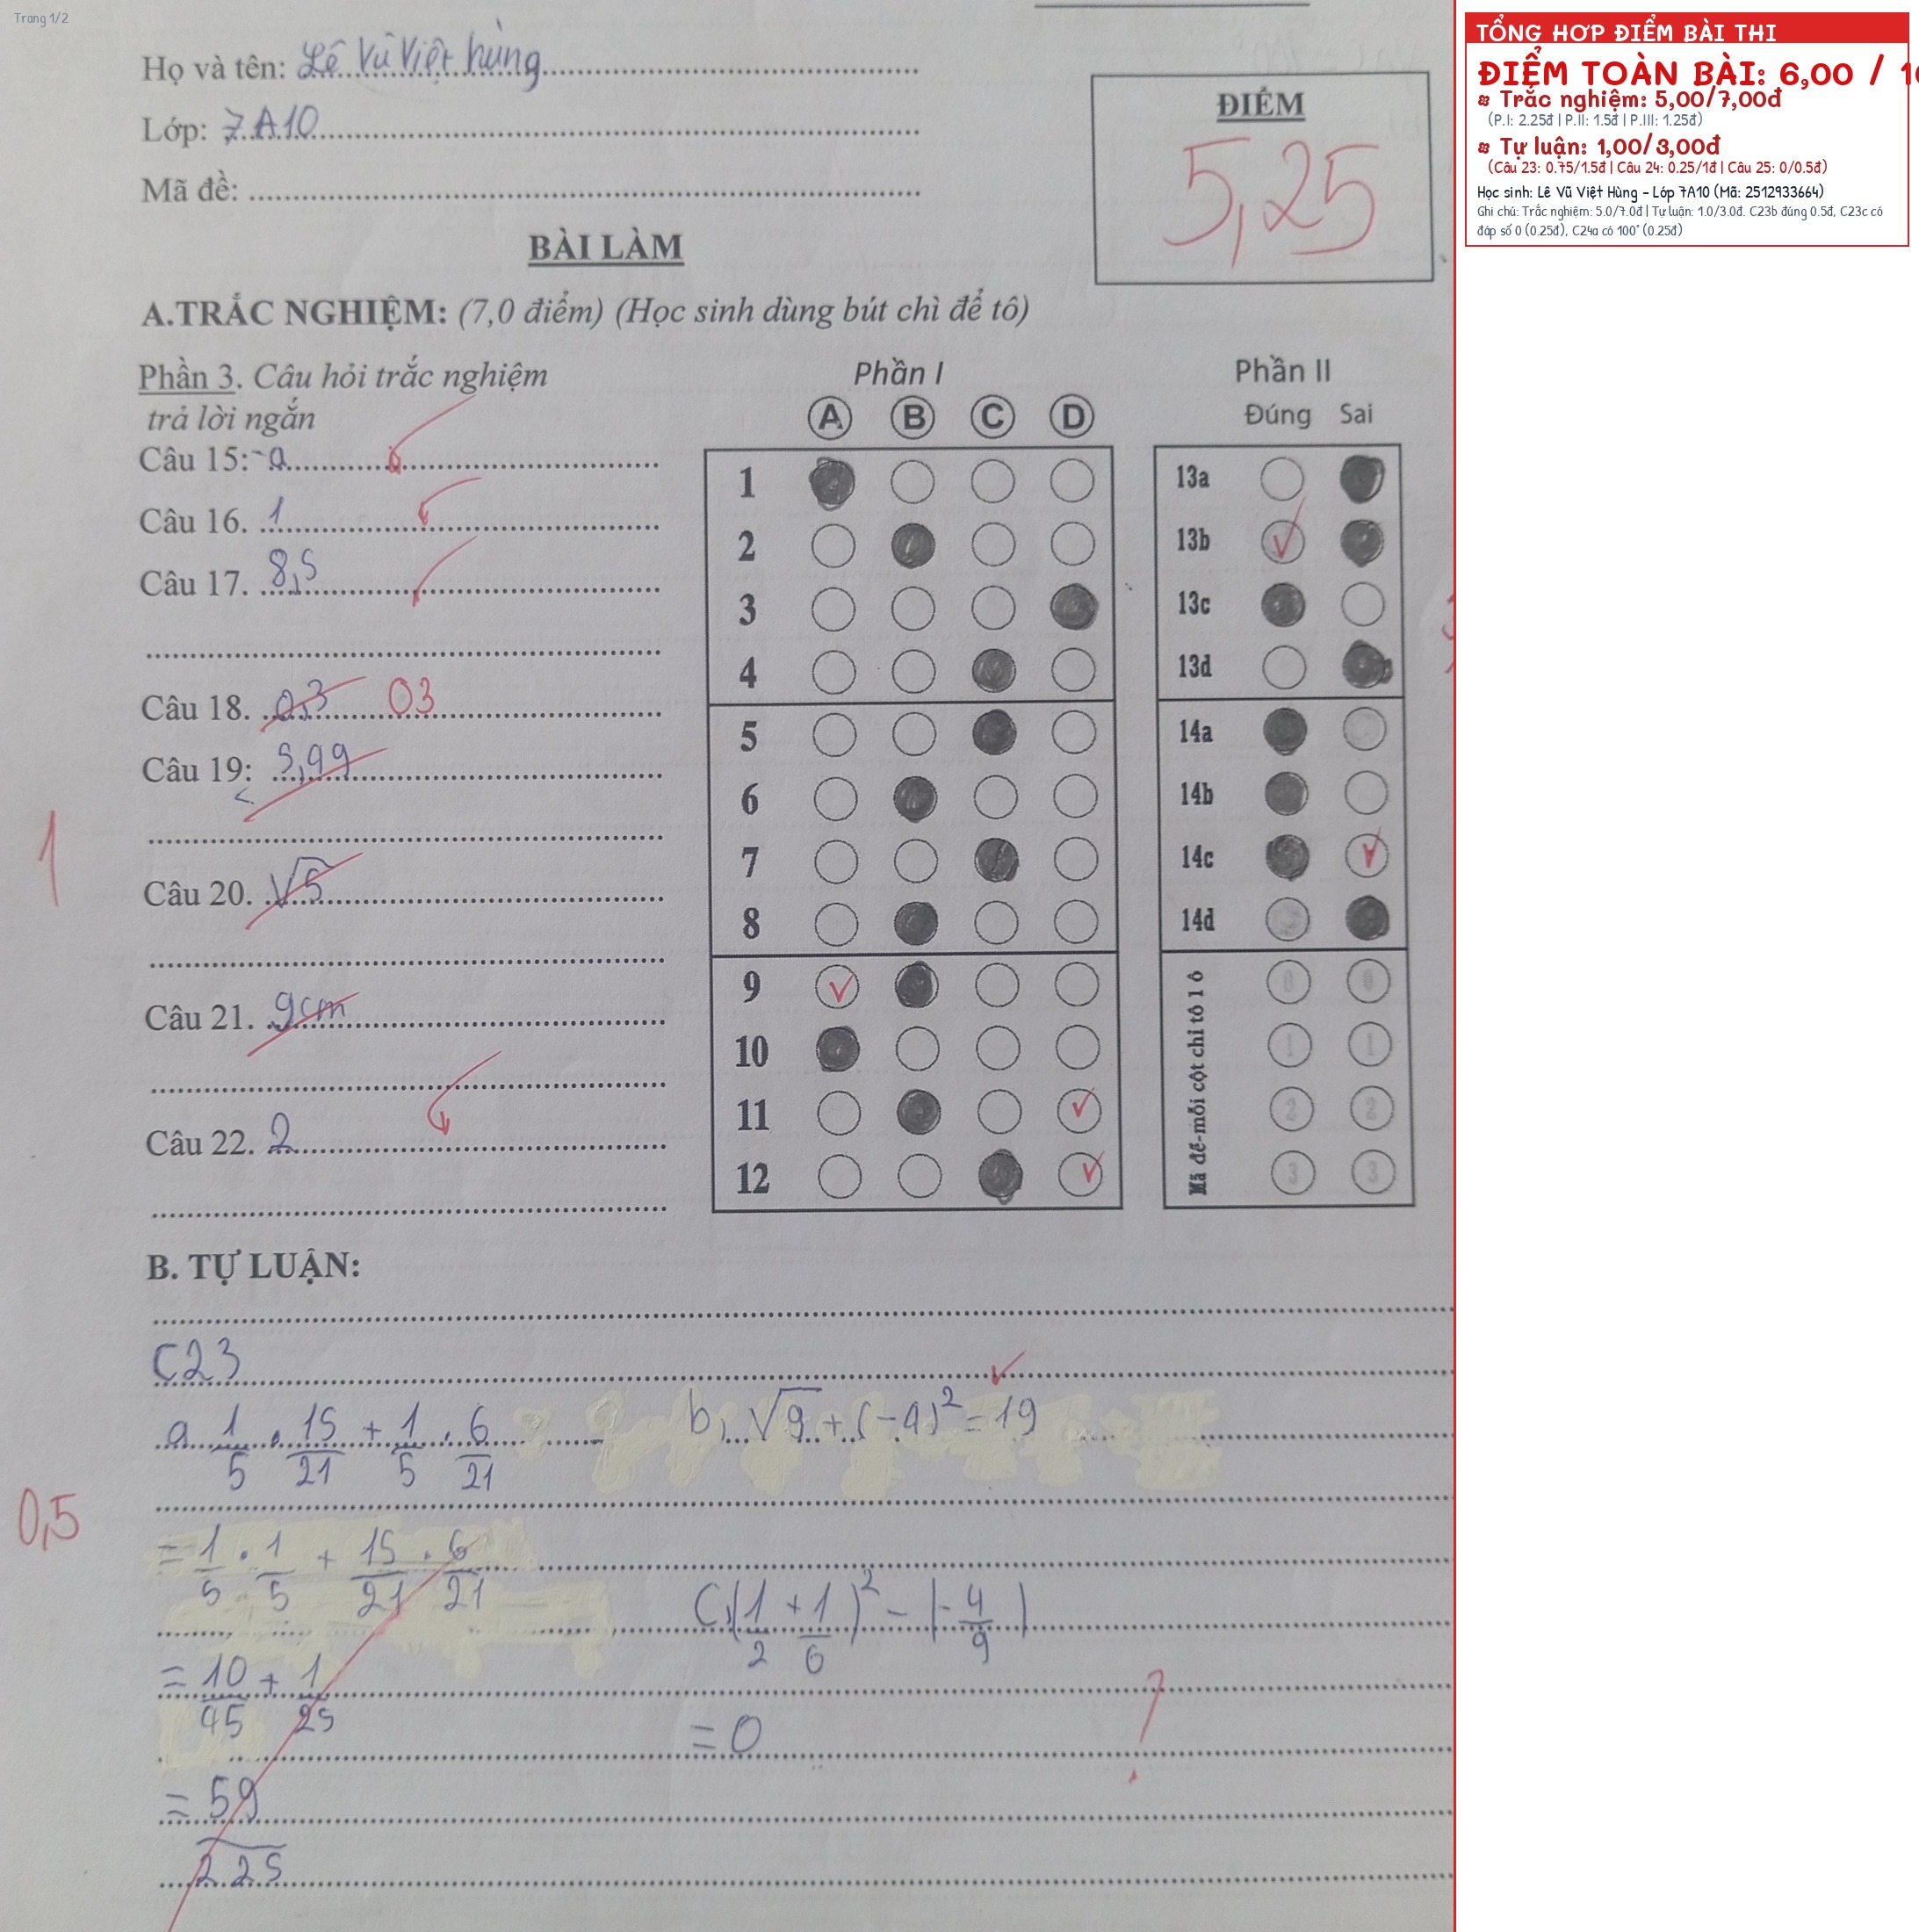 Trang 1/2
Họ và tên: Lê Vũ Việt hùng
Lớp: 7A10
Mã đề:
ĐIỂM
5,25
BÀI LÀM
A.TRẮC NGHIỆM: (7,0 điểm) (Học sinh dùng bút chì để tô)
Phần 3. Câu hỏi trắc nghiệm
trả lời ngắn
Câu 15: -a
Câu 16. 1
Câu 17. 8,5
Câu 18. 0,3 03
Câu 19: 5,99
Câu 20. √5
Câu 21. 9cm
Câu 22. 2
1
Phần I
A B C D
1
2
3
4
5
6
7
8
9
10
11
12
Phần II
Đúng Sai
13a
13b
13c
13d
14a
14b
14c
14d
Mã đề-mỗi cột chỉ tô 1 ô
0 0
1 1
2 2
3 3
B. TỰ LUẬN:
C23
a 1/5 . 15/21 + 1/5 . 6/21
b, √9 + (-4)² = 19
0,5
= 1/5 . 1/5 + 15/21 . 6/21
C, (1/2 + 1/6)² - |-4/9|
= 10/45 + 1/25
= 0
?
= 59/225
TỔNG HỢP ĐIỂM BÀI THI
ĐIỂM TOÀN BÀI: 6,00 / 1
Trắc nghiệm: 5,00/7,00đ
(P.I: 2.25đ | P.II: 1.5đ | P.III: 1.25đ)
Tự luận: 1,00/3,00đ
(Câu 23: 0.75/1.5đ | Câu 24: 0.25/1đ | Câu 25: 0/0.5đ)
Học sinh: Lê Vũ Việt Hùng - Lớp 7A10 (Mã: 2512933664)
Ghi chú: Trắc nghiệm: 5.0/7.0đ | Tự luận: 1.0/3.0đ. C23b đúng 0.5đ, C23c có
đáp số 0 (0.25đ), C24a có 100° (0.25đ)